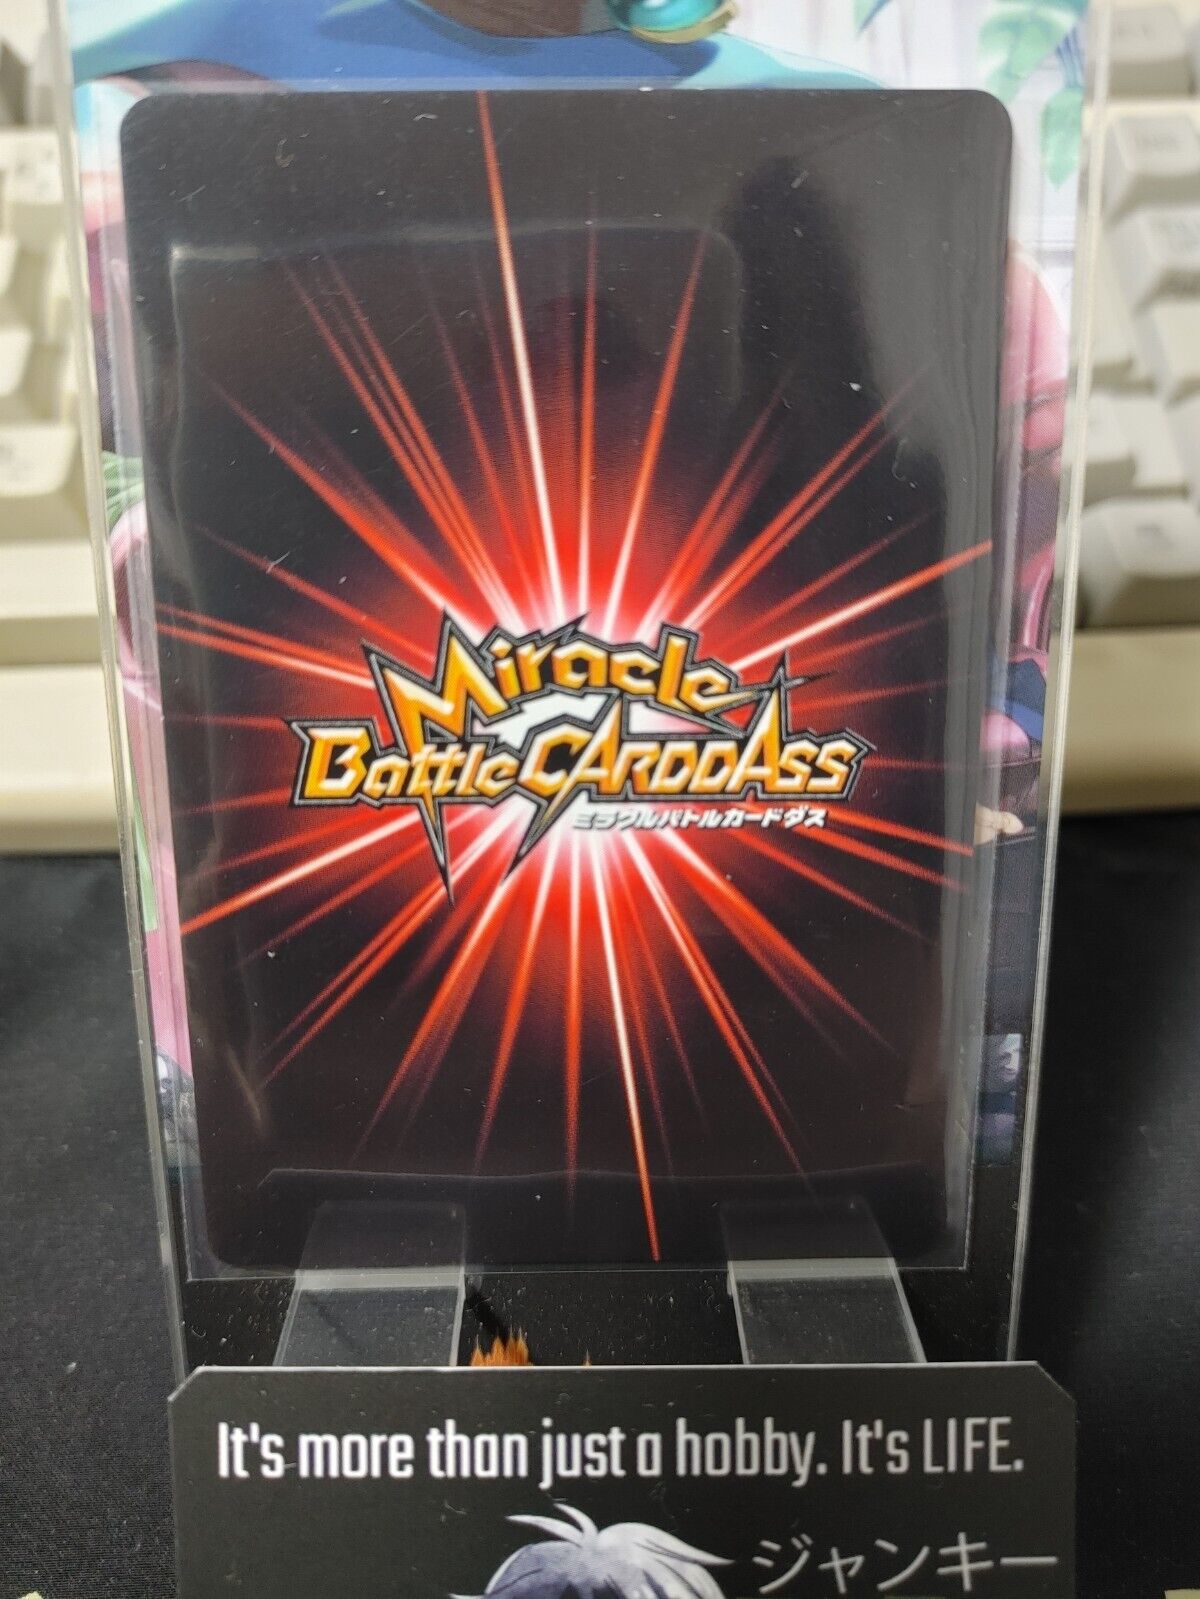 Miracle
Battle CARDDASS
ミラクルバトルカードダス
It's more than just a hobby. It's LIFE.
ジャンキー